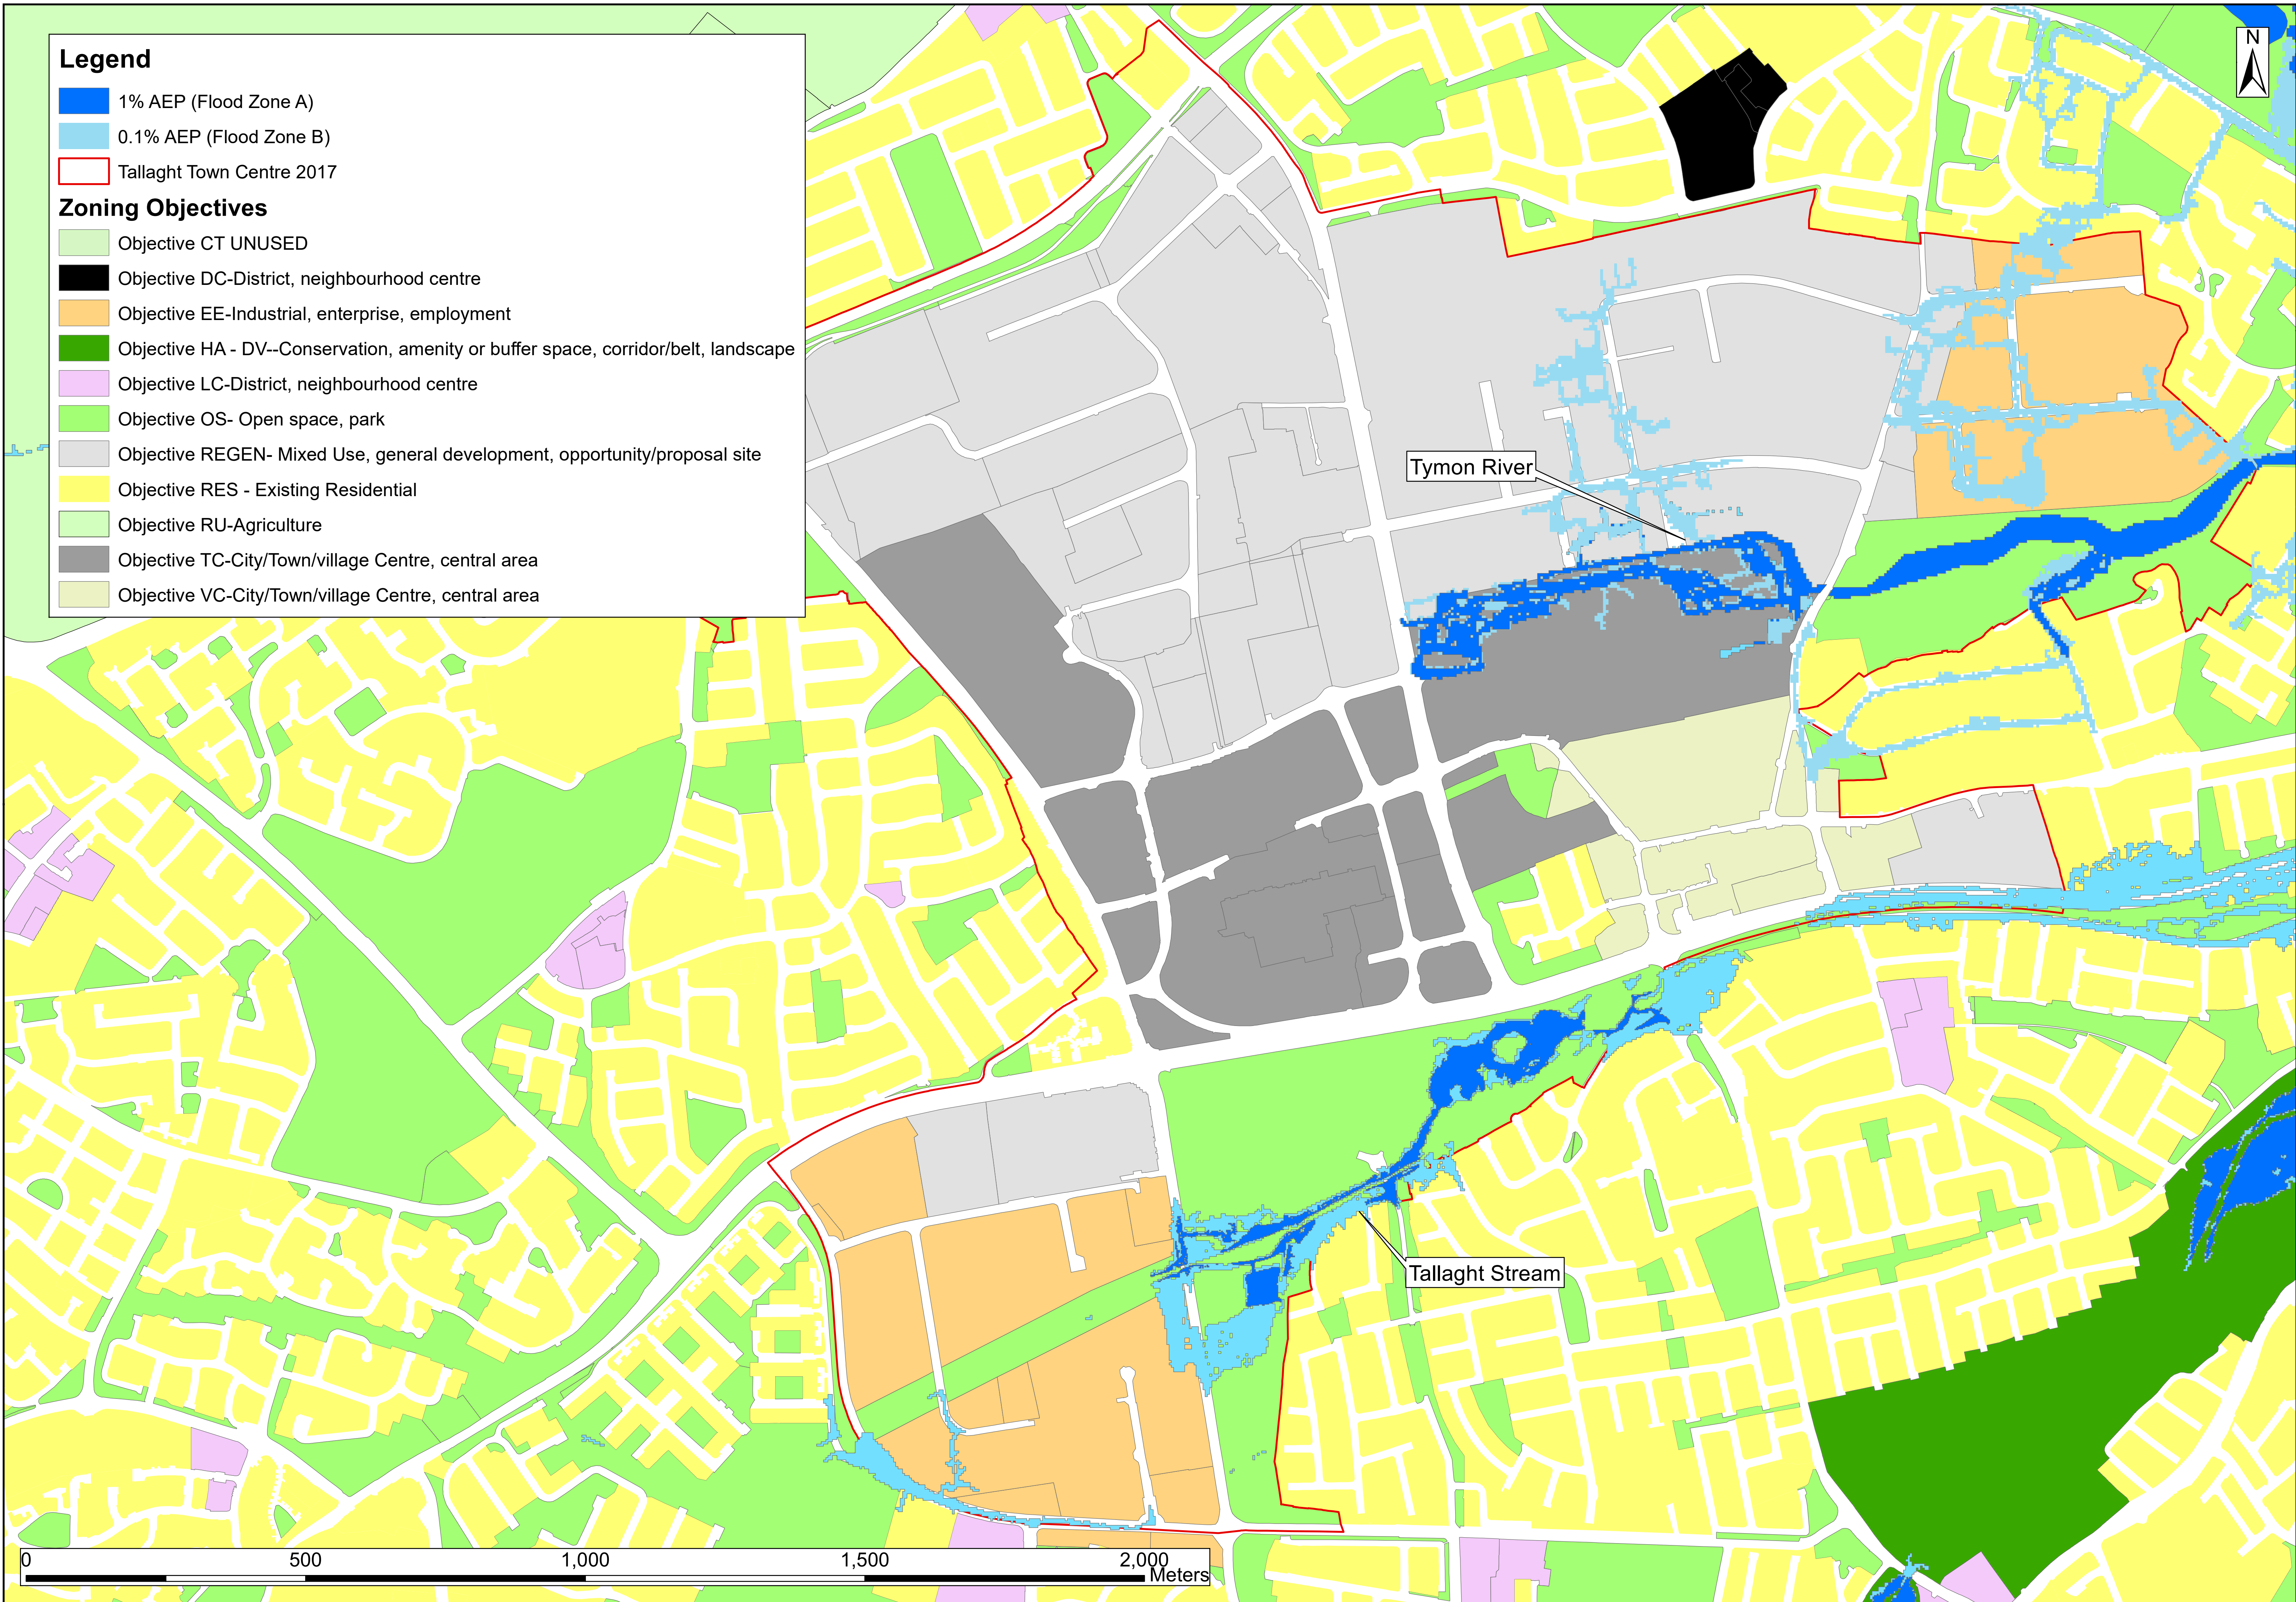 Legend
1% AEP (Flood Zone A)
0.1% AEP (Flood Zone B)
Tallaght Town Centre 2017
Zoning Objectives
Objective CT UNUSED
Objective DC-District, neighbourhood centre
Objective EE-Industrial, enterprise, employment
Objective HA - DV--Conservation, amenity or buffer space, corridor/belt, landscape
Objective LC-District, neighbourhood centre
Objective OS- Open space, park
Objective REGEN- Mixed Use, general development, opportunity/proposal site
Objective RES - Existing Residential
Objective RU-Agriculture
Objective TC-City/Town/village Centre, central area
Objective VC-City/Town/village Centre, central area
N
Tymon River
Tallaght Stream
0 500 1,000 1,500 2,000
Meters